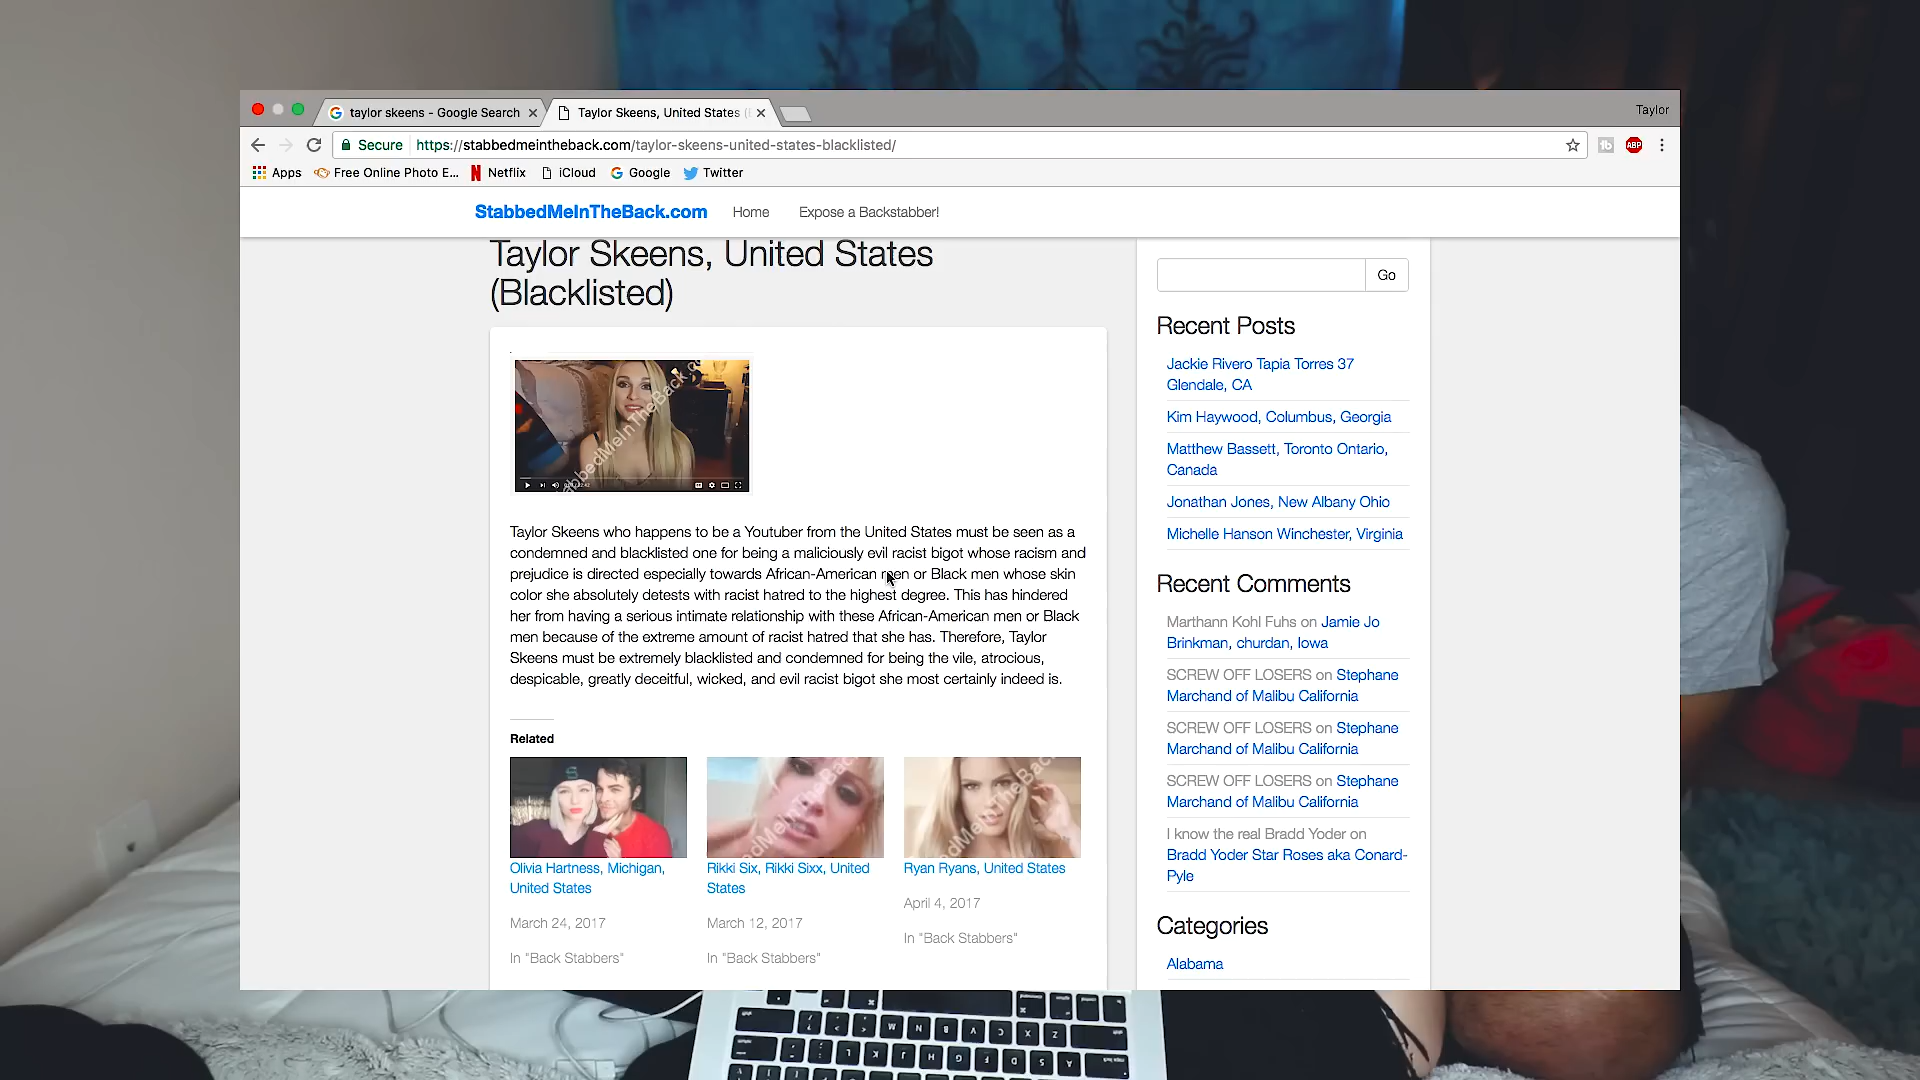 taylor skeens - Google Search
Taylor Skeens, United States (
Taylor
Secure
https://stabbedmeintheback.com/taylor-skeens-united-states-blacklisted/
Apps
Free Online Photo E...
Netflix
iCloud
Google
Twitter
StabbedMeInTheBack.com
Home
Expose a Backstabber!
Taylor Skeens, United States
(Blacklisted)
Taylor Skeens who happens to be a Youtuber from the United States must be seen as a
condemned and blacklisted one for being a maliciously evil racist bigot whose racism and
prejudice is directed especially towards African-American men or Black men whose skin
color she absolutely detests with racist hatred to the highest degree. This has hindered
her from having a serious intimate relationship with these African-American men or Black
men because of the extreme amount of racist hatred that she has. Therefore, Taylor
Skeens must be extremely blacklisted and condemned for being the vile, atrocious,
despicable, greatly deceitful, wicked, and evil racist bigot she most certainly indeed is.
Related
Olivia Hartness, Michigan,
United States
March 24, 2017
In "Back Stabbers"
Rikki Six, Rikki Sixx, United
States
March 12, 2017
In "Back Stabbers"
Ryan Ryans, United States
April 4, 2017
In "Back Stabbers"
Go
Recent Posts
Jackie Rivero Tapia Torres 37
Glendale, CA
Kim Haywood, Columbus, Georgia
Matthew Bassett, Toronto Ontario,
Canada
Jonathan Jones, New Albany Ohio
Michelle Hanson Winchester, Virginia
Recent Comments
Marthann Kohl Fuhs on Jamie Jo
Brinkman, churdan, Iowa
SCREW OFF LOSERS on Stephane
Marchand of Malibu California
SCREW OFF LOSERS on Stephane
Marchand of Malibu California
SCREW OFF LOSERS on Stephane
Marchand of Malibu California
I know the real Bradd Yoder on
Bradd Yoder Star Roses aka Conard-
Pyle
Categories
Alabama